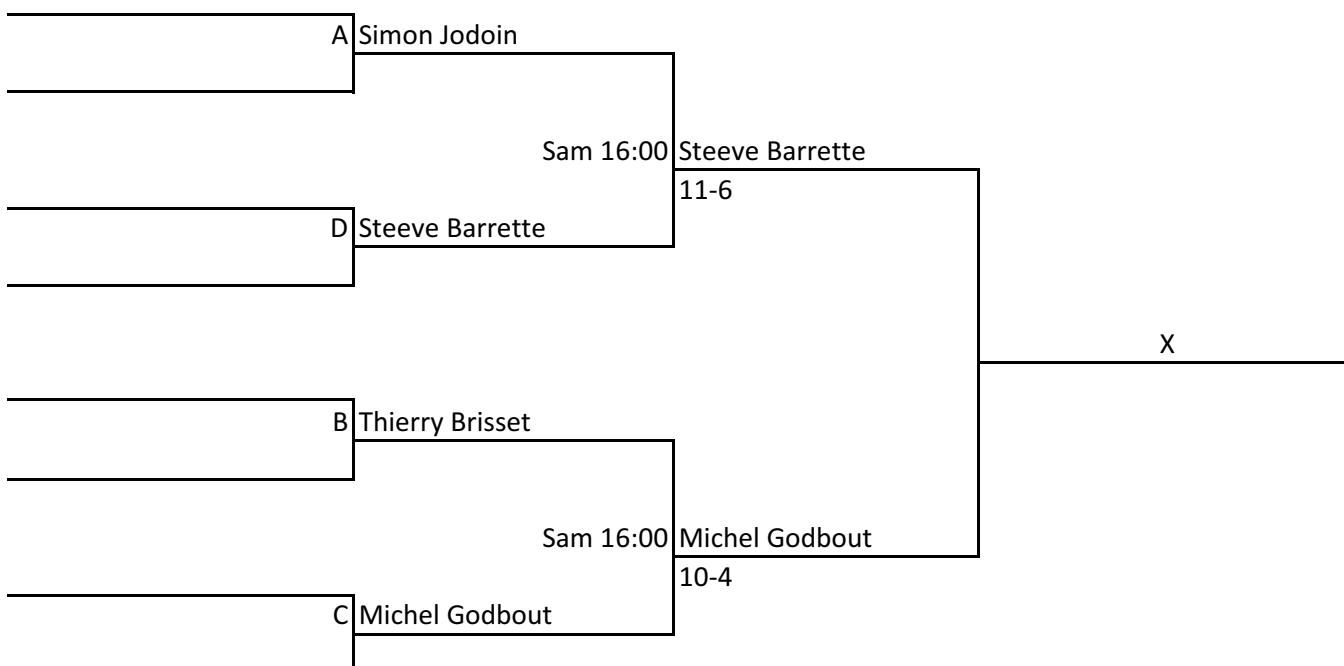 A Simon Jodoin
Sam 16:00 Steeve Barrette
11-6
D Steeve Barrette
X
B Thierry Brisset
Sam 16:00 Michel Godbout
10-4
C Michel Godbout